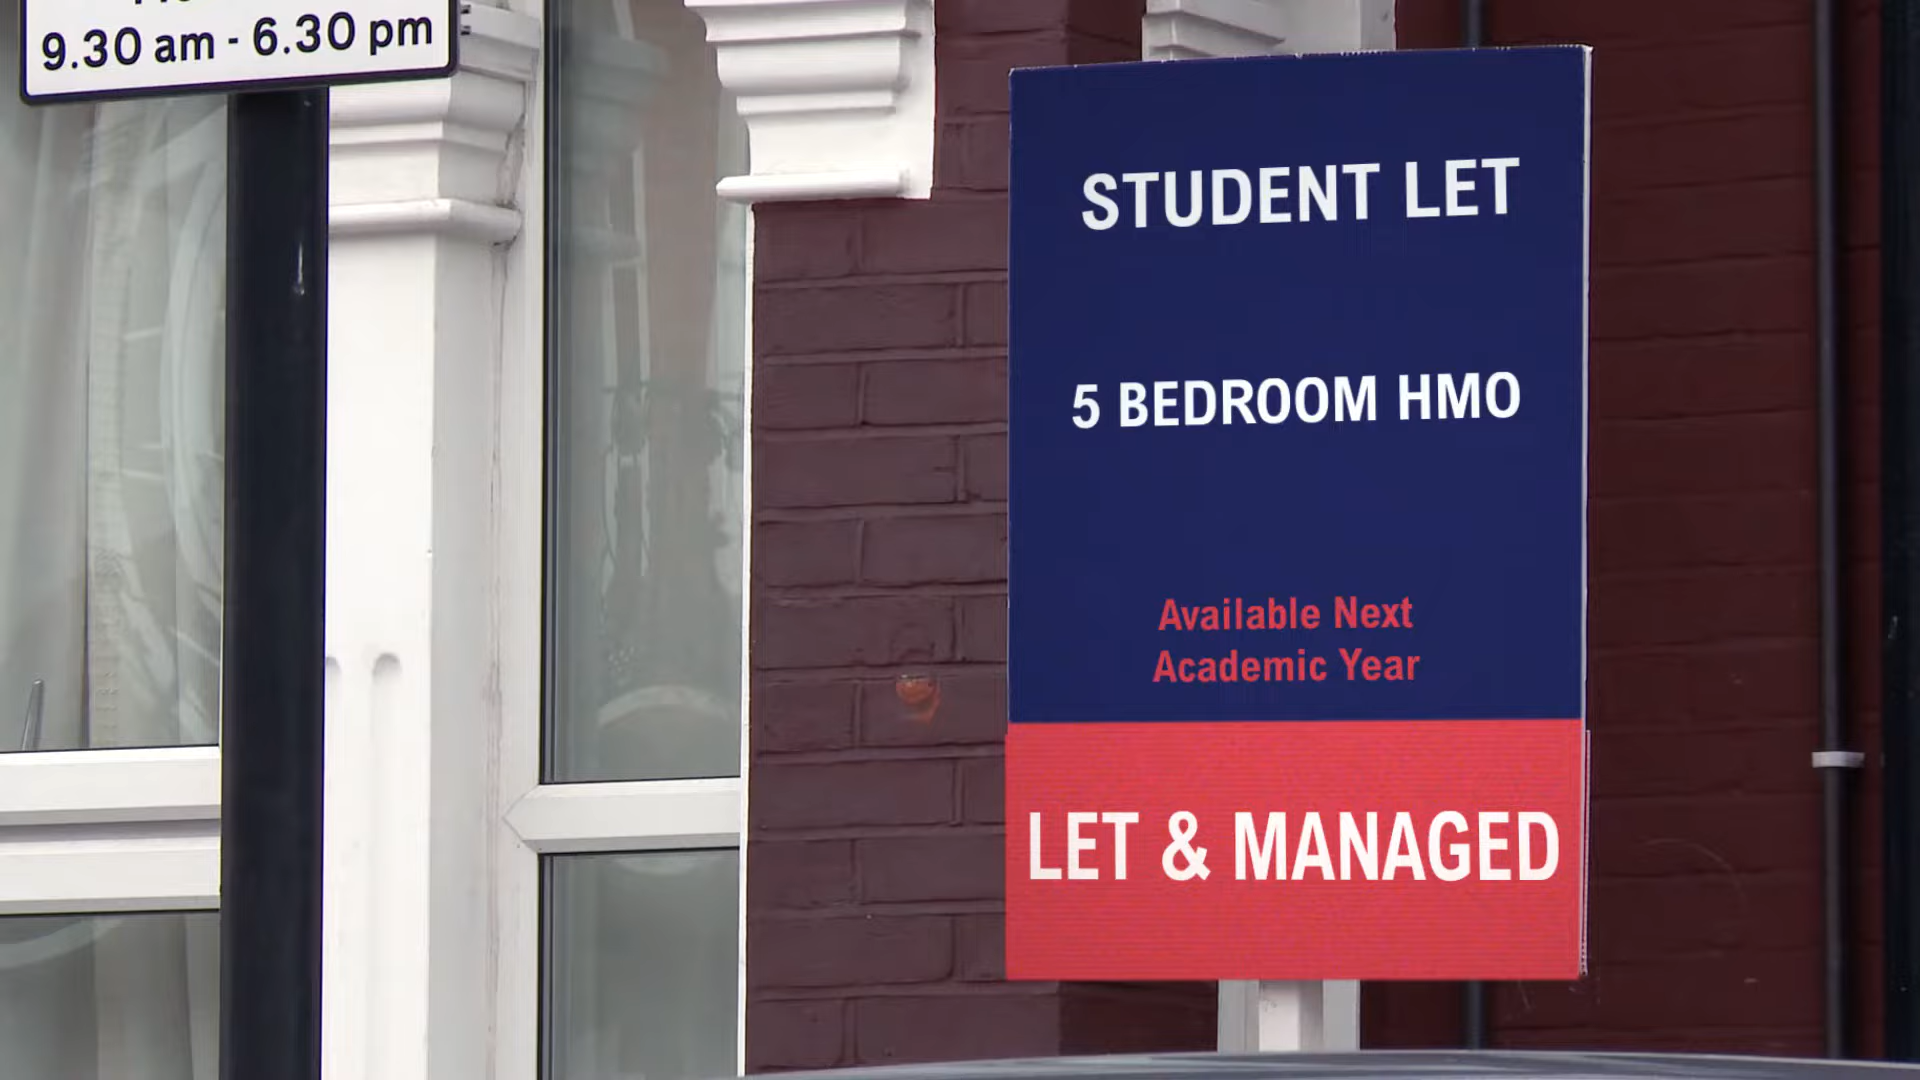 9.30 am - 6.30 pm
STUDENT LET
5 BEDROOM HMO
Available Next
Academic Year
LET & MANAGED